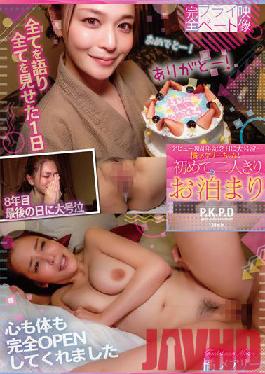 完全プライベート映像
全てを語り
全てを見せた1日
おめでとー!
ありがとー!
8年目
最後の日に大号泣
初めて二人きり
お泊まり
P.K.P.D
心も体も
完全OPEN
してくれました
JAVHD